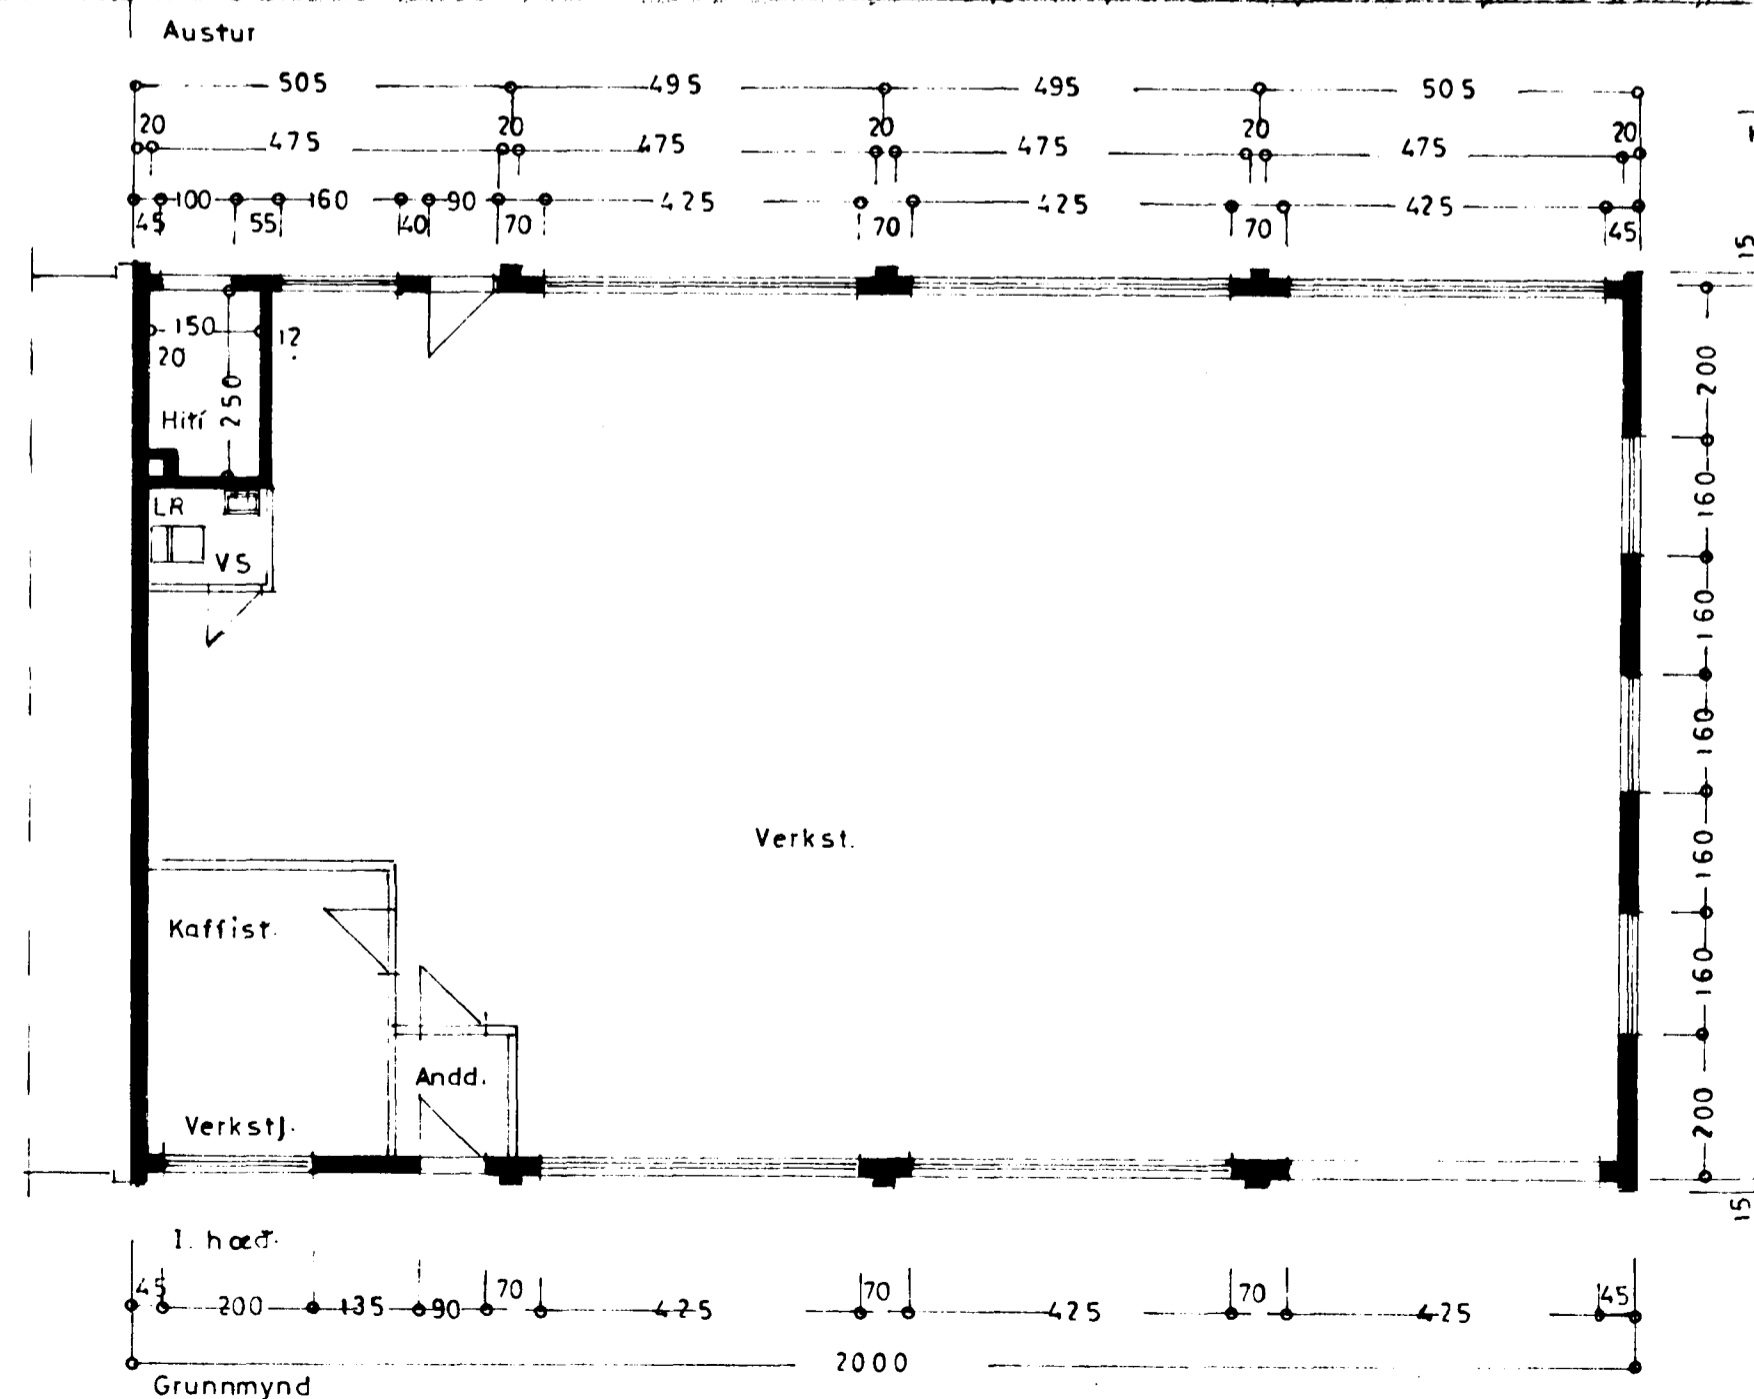 Austur
505 495 495 505
20 20 20 20 20
475 475 475 475
100 160 90 425 425 425
45 55 40 70 70 70 45
15
150 12
20
200
250
Hití
160
LR
VS
160
160
Verkst.
160
Kaffist.
160
Andd.
200
Verkstj.
15
1. hæð.
45 70 70 70 45
200 135 90 425 425 425
2000
Grunnmynd